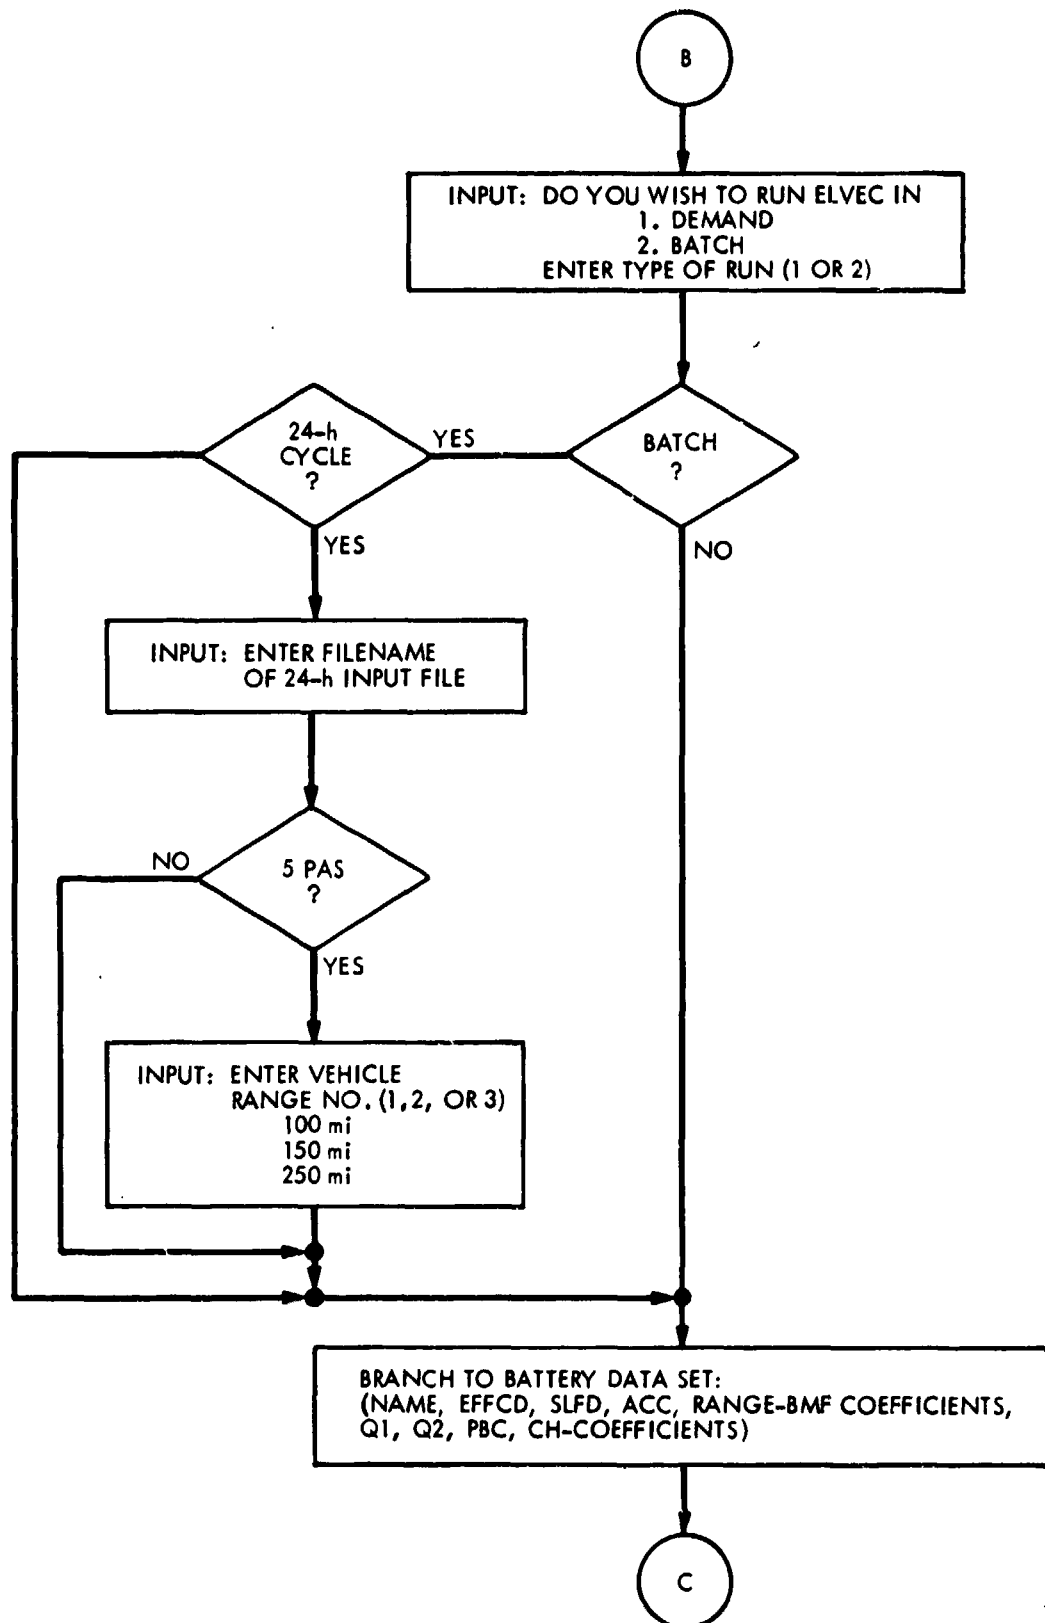 B
INPUT: DO YOU WISH TO RUN ELVEC IN
1. DEMAND
2. BATCH
ENTER TYPE OF RUN (1 OR 2)
24-h
CYCLE
?
YES
BATCH
?
YES
NO
INPUT: ENTER FILENAME
OF 24-h INPUT FILE
NO
5 PAS
?
YES
INPUT: ENTER VEHICLE
RANGE NO. (1,2, OR 3)
100 mi
150 mi
250 mi
BRANCH TO BATTERY DATA SET:
(NAME, EFFCD, SLFD, ACC, RANGE-BMF COEFFICIENTS,
Q1, Q2, PBC, CH-COEFFICIENTS)
C